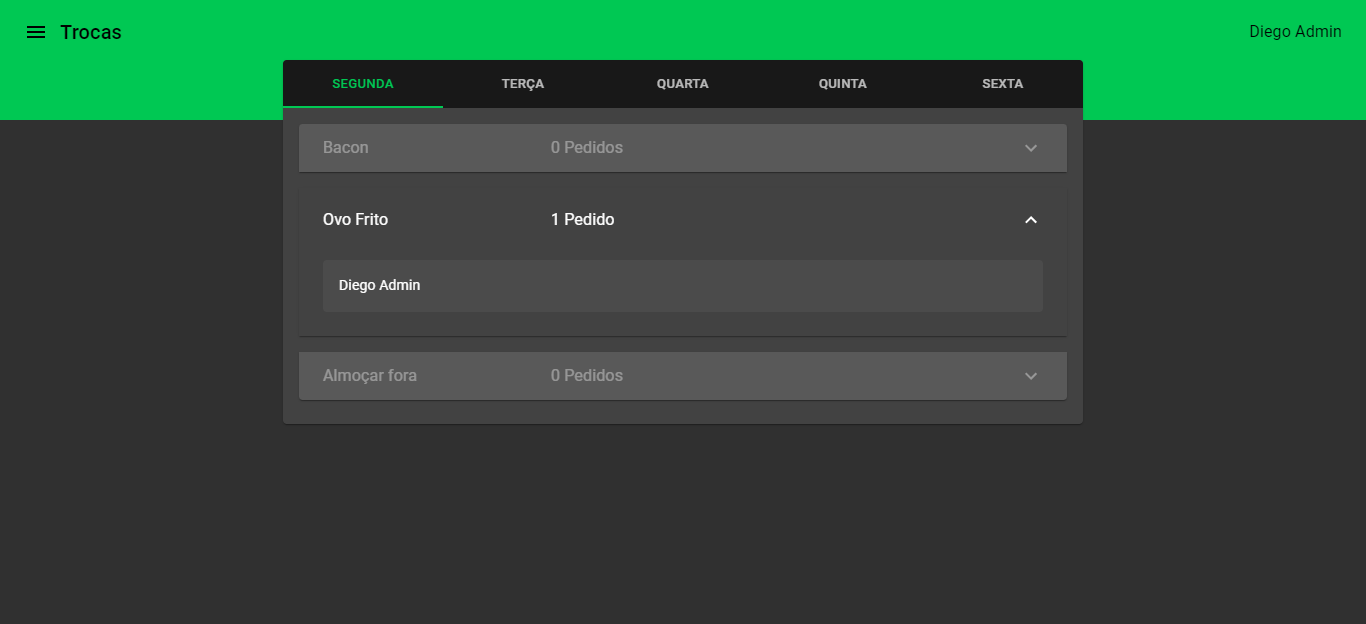 Trocas
Diego Admin
SEGUNDA TERÇA QUARTA QUINTA SEXTA
Bacon 0 Pedidos
Ovo Frito 1 Pedido
Diego Admin
Almoçar fora 0 Pedidos